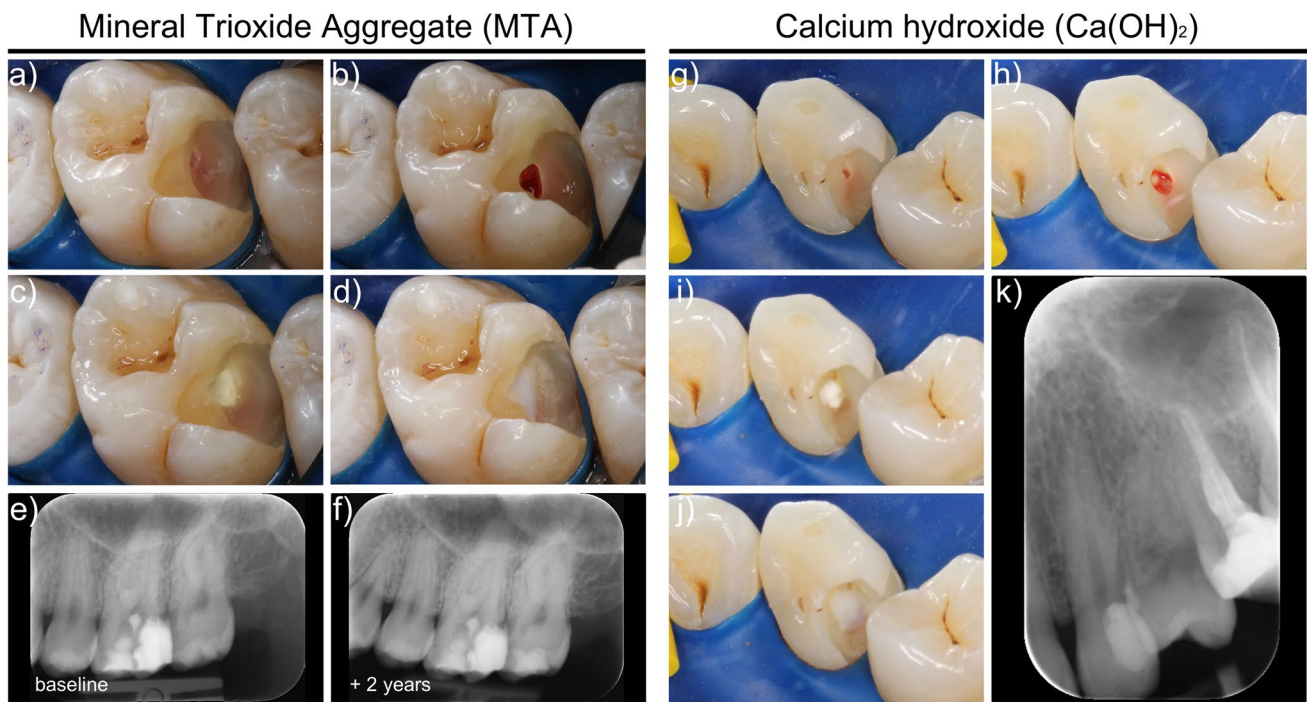 Mineral Trioxide Aggregate (MTA)
Calcium hydroxide (Ca(OH)₂)
a)
b)
g)
h)
c)
d)
i)
k)
e)
f)
j)
baseline
+ 2 years